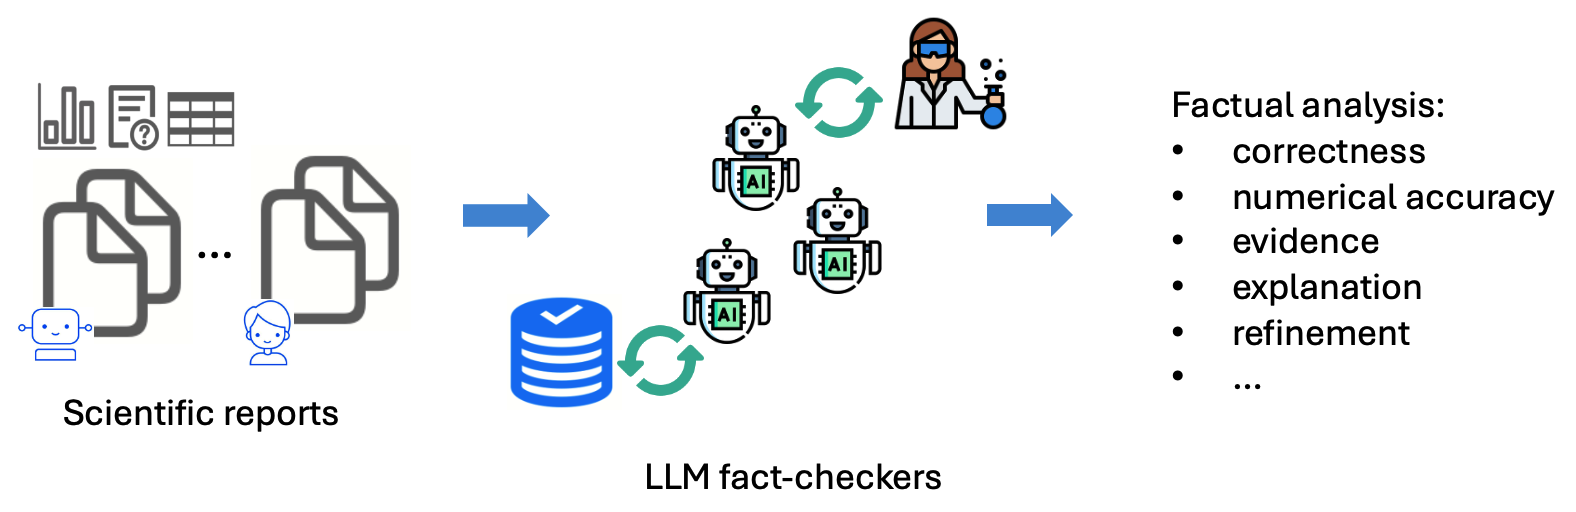 ?
...
Scientific reports
AI
AI
AI
LLM fact-checkers
Factual analysis:
• correctness
• numerical accuracy
• evidence
• explanation
• refinement
• ...